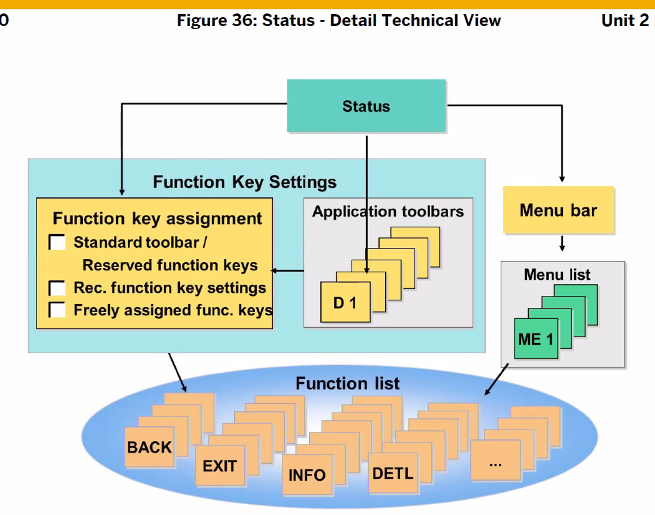 0
Figure 36: Status - Detail Technical View
Unit 2
Status
Function Key Settings
Function key assignment
Standard toolbar /
Reserved function keys
Rec. function key settings
Freely assigned func. keys
Application toolbars
D 1
Menu bar
Menu list
ME 1
Function list
BACK
EXIT
INFO
DETL
...